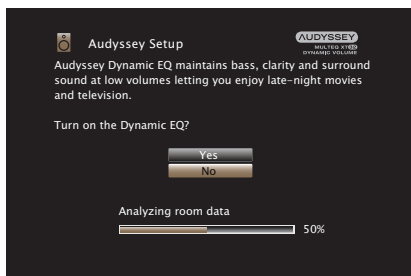 Audyssey Setup
AUDYSSEY
MULTEQ XT32
DYNAMIC VOLUME
Audyssey Dynamic EQ maintains bass, clarity and surround
sound at low volumes letting you enjoy late-night movies
and television.
Turn on the Dynamic EQ?
Yes
No
Analyzing room data
50%